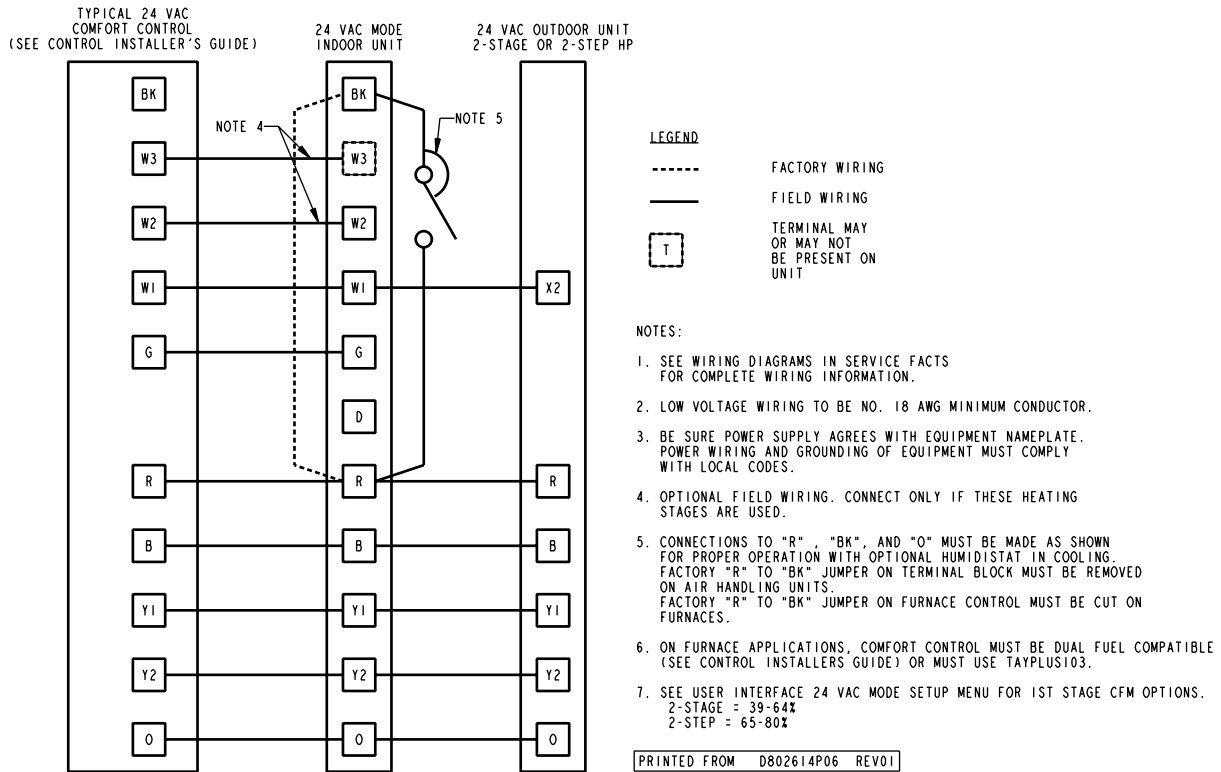 TYPICAL 24 VAC
COMFORT CONTROL
(SEE CONTROL INSTALLER'S GUIDE)
24 VAC MODE
INDOOR UNIT
24 VAC OUTDOOR UNIT
2-STAGE OR 2-STEP HP
BK
BK
NOTE 4
NOTE 5
W3
W3
W2
W2
W1
W1
X2
G
G
D
R
R
R
B
B
B
Y1
Y1
Y1
Y2
Y2
Y2
O
O
O
LEGEND
FACTORY WIRING
FIELD WIRING
T
TERMINAL MAY
OR MAY NOT
BE PRESENT ON
UNIT
NOTES:
1. SEE WIRING DIAGRAMS IN SERVICE FACTS
FOR COMPLETE WIRING INFORMATION.
2. LOW VOLTAGE WIRING TO BE NO. 18 AWG MINIMUM CONDUCTOR.
3. BE SURE POWER SUPPLY AGREES WITH EQUIPMENT NAMEPLATE.
POWER WIRING AND GROUNDING OF EQUIPMENT MUST COMPLY
WITH LOCAL CODES.
4. OPTIONAL FIELD WIRING. CONNECT ONLY IF THESE HEATING
STAGES ARE USED.
5. CONNECTIONS TO "R" , "BK", AND "O" MUST BE MADE AS SHOWN
FOR PROPER OPERATION WITH OPTIONAL HUMIDISTAT IN COOLING.
FACTORY "R" TO "BK" JUMPER ON TERMINAL BLOCK MUST BE REMOVED
ON AIR HANDLING UNITS.
FACTORY "R" TO "BK" JUMPER ON FURNACE CONTROL MUST BE CUT ON
FURNACES.
6. ON FURNACE APPLICATIONS, COMFORT CONTROL MUST BE DUAL FUEL COMPATIBLE
(SEE CONTROL INSTALLERS GUIDE) OR MUST USE TAYPLUS103.
7. SEE USER INTERFACE 24 VAC MODE SETUP MENU FOR 1ST STAGE CFM OPTIONS.
2-STAGE = 39-64%
2-STEP = 65-80%
PRINTED FROM D802614P06 REV01